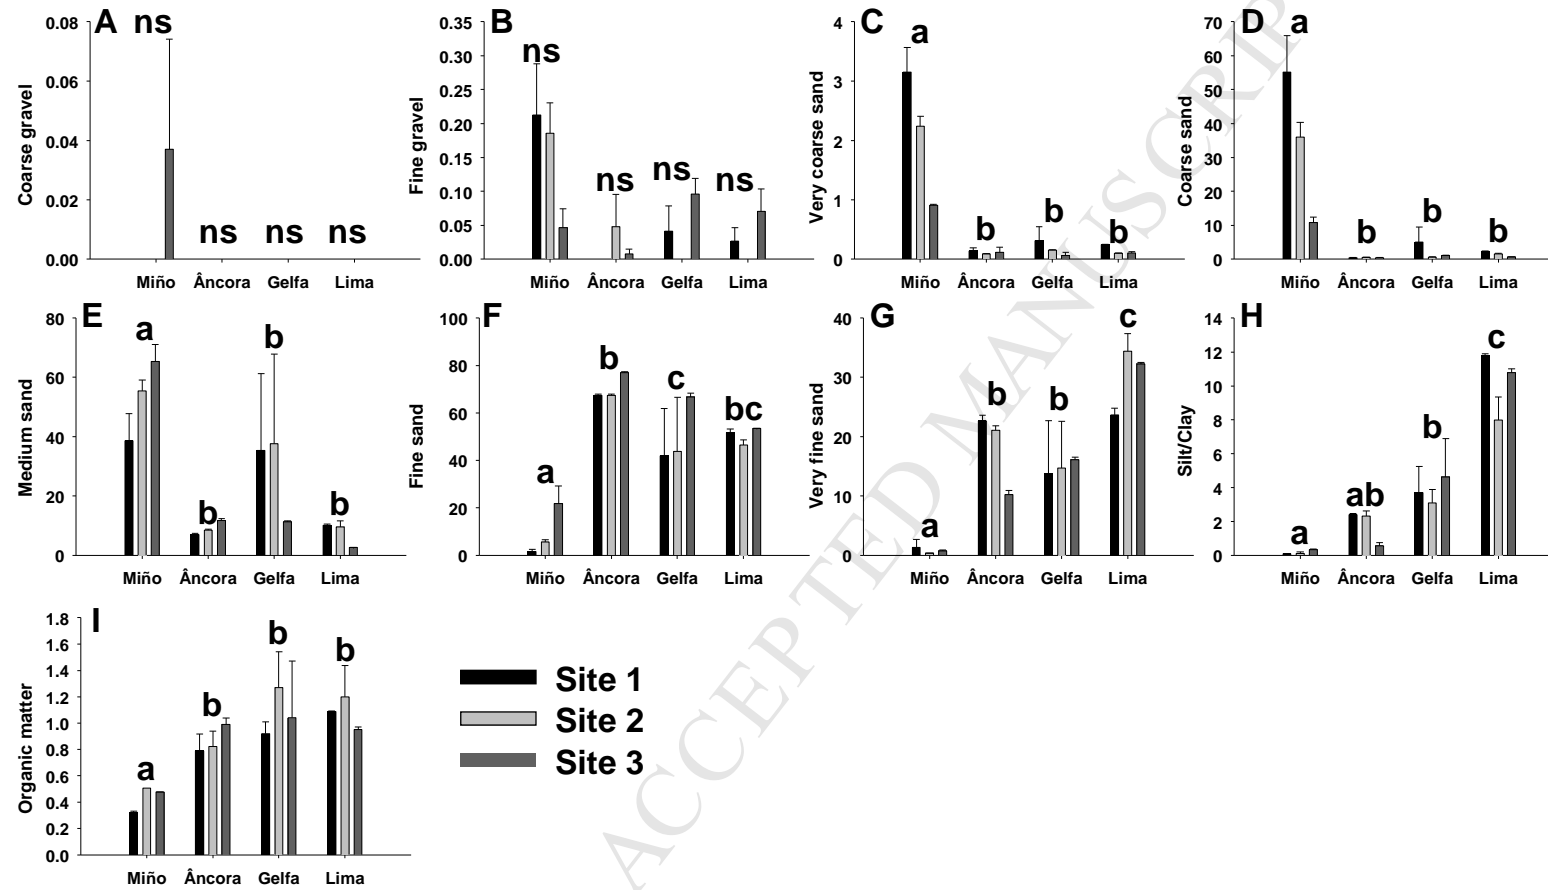 A
ns
ns
ns
ns
Coarse gravel
0.08
0.06
0.04
0.02
0.00
Miño Âncora Gelfa Lima
B
ns
ns
ns
ns
Fine gravel
0.35
0.30
0.25
0.20
0.15
0.10
0.05
0.00
Miño Âncora Gelfa Lima
C
a
b
b
b
Very coarse sand
4
3
2
1
0
Miño Âncora Gelfa Lima
D
a
b
b
b
Coarse sand
70
60
50
40
30
20
10
0
Miño Âncora Gelfa Lima
E
a
b
b
b
Medium sand
80
60
40
20
0
Miño Âncora Gelfa Lima
F
a
b
c
bc
Fine sand
100
80
60
40
20
0
Miño Âncora Gelfa Lima
G
a
b
b
c
Very fine sand
40
30
20
10
0
Miño Âncora Gelfa Lima
H
a
ab
b
c
Silt/Clay
14
12
10
8
6
4
2
0
Miño Âncora Gelfa Lima
I
a
b
b
b
Organic matter
1.8
1.6
1.4
1.2
1.0
0.8
0.6
0.4
0.2
0.0
Miño Âncora Gelfa Lima
Site 1
Site 2
Site 3
ACCEPTED MANUSCRIP